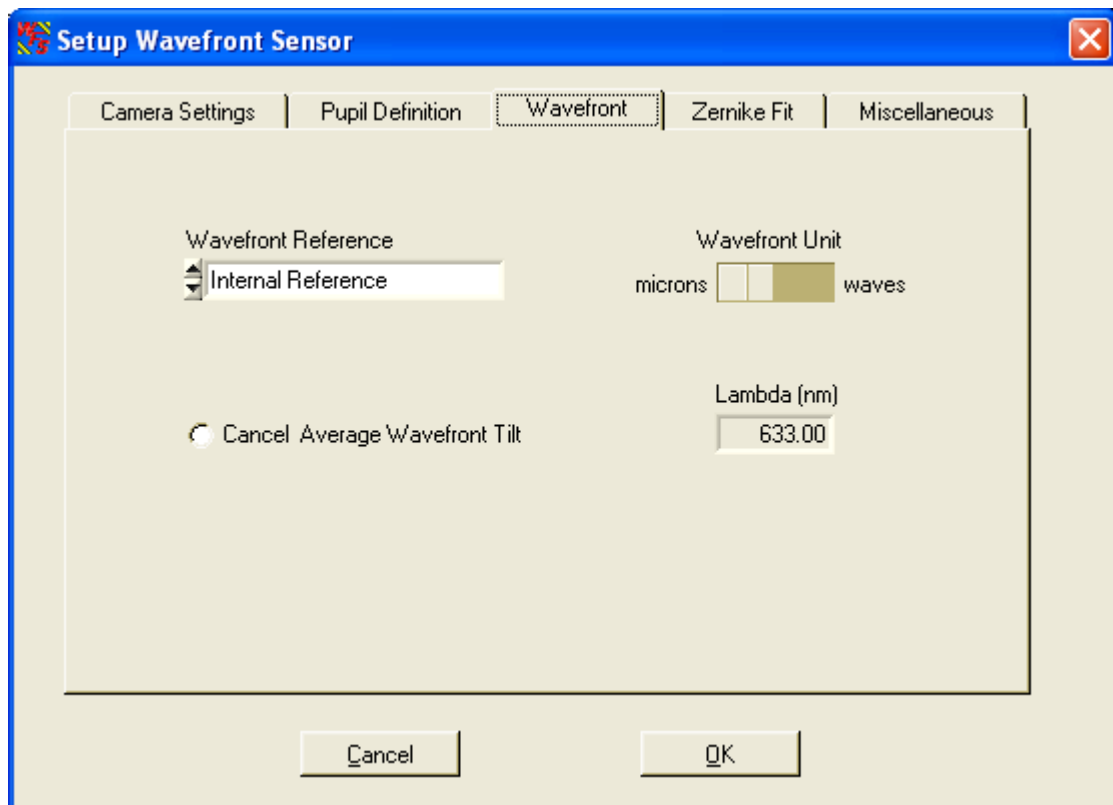 Setup Wavefront Sensor
Camera Settings Pupil Definition Wavefront Zernike Fit Miscellaneous
Wavefront Reference Wavefront Unit
Internal Reference microns waves
Lambda (nm)
Cancel Average Wavefront Tilt 633.00
Cancel OK